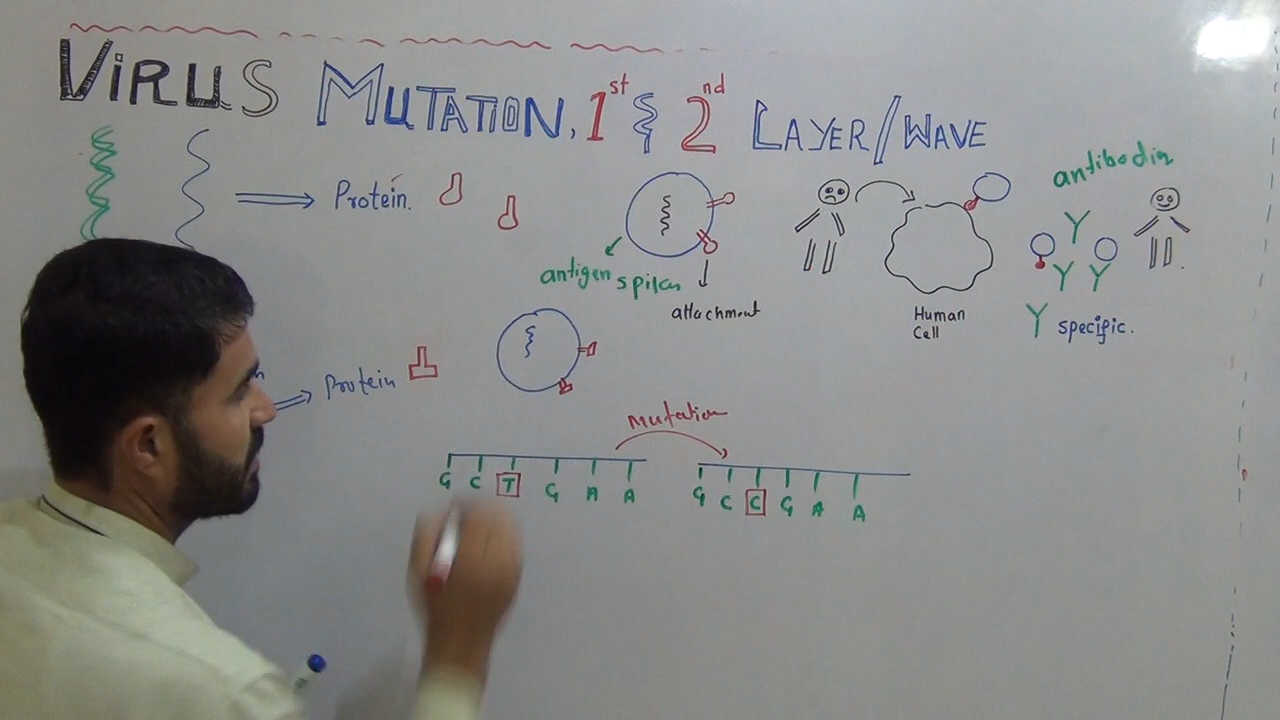 VIRUS MUTATION, 1st & 2nd LAYER/WAVE
Protein.
antigen spikes
attachment
Human
Cell
antibodies
Y specific.
Protein
Mutation
G C T G A A
G C C G A A